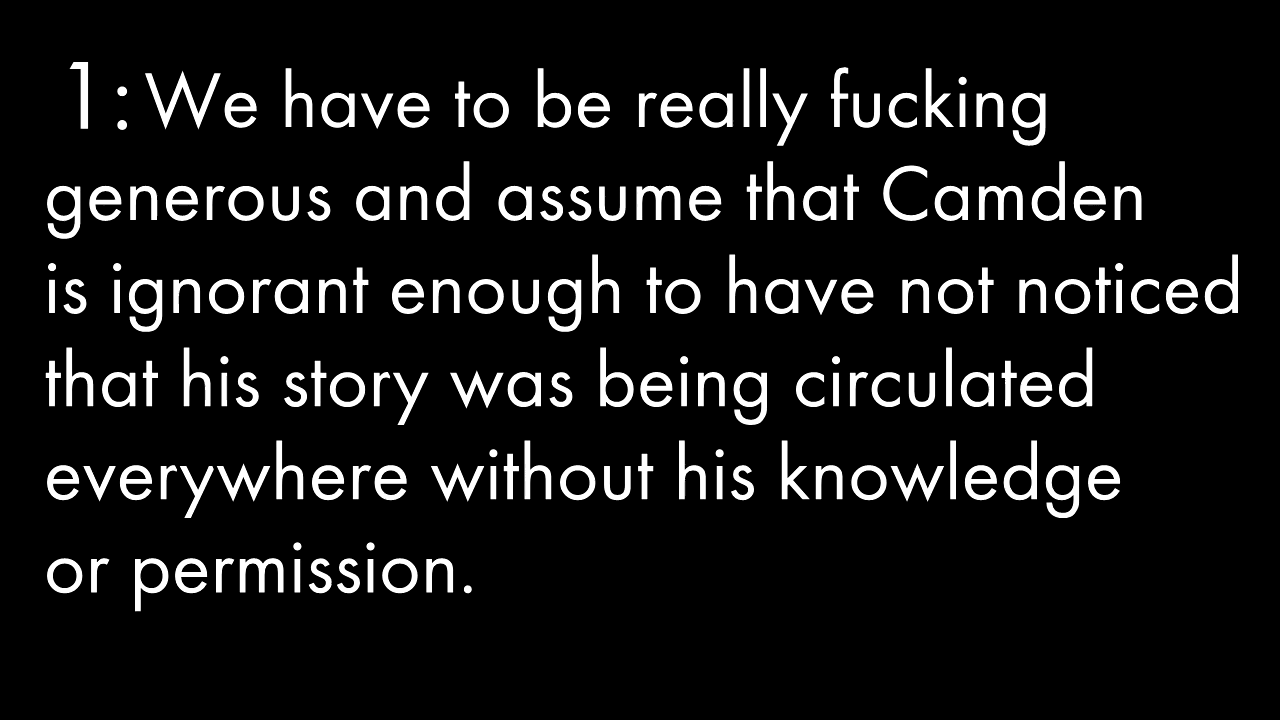 1: We have to be really fucking
generous and assume that Camden
is ignorant enough to have not noticed
that his story was being circulated
everywhere without his knowledge
or permission.